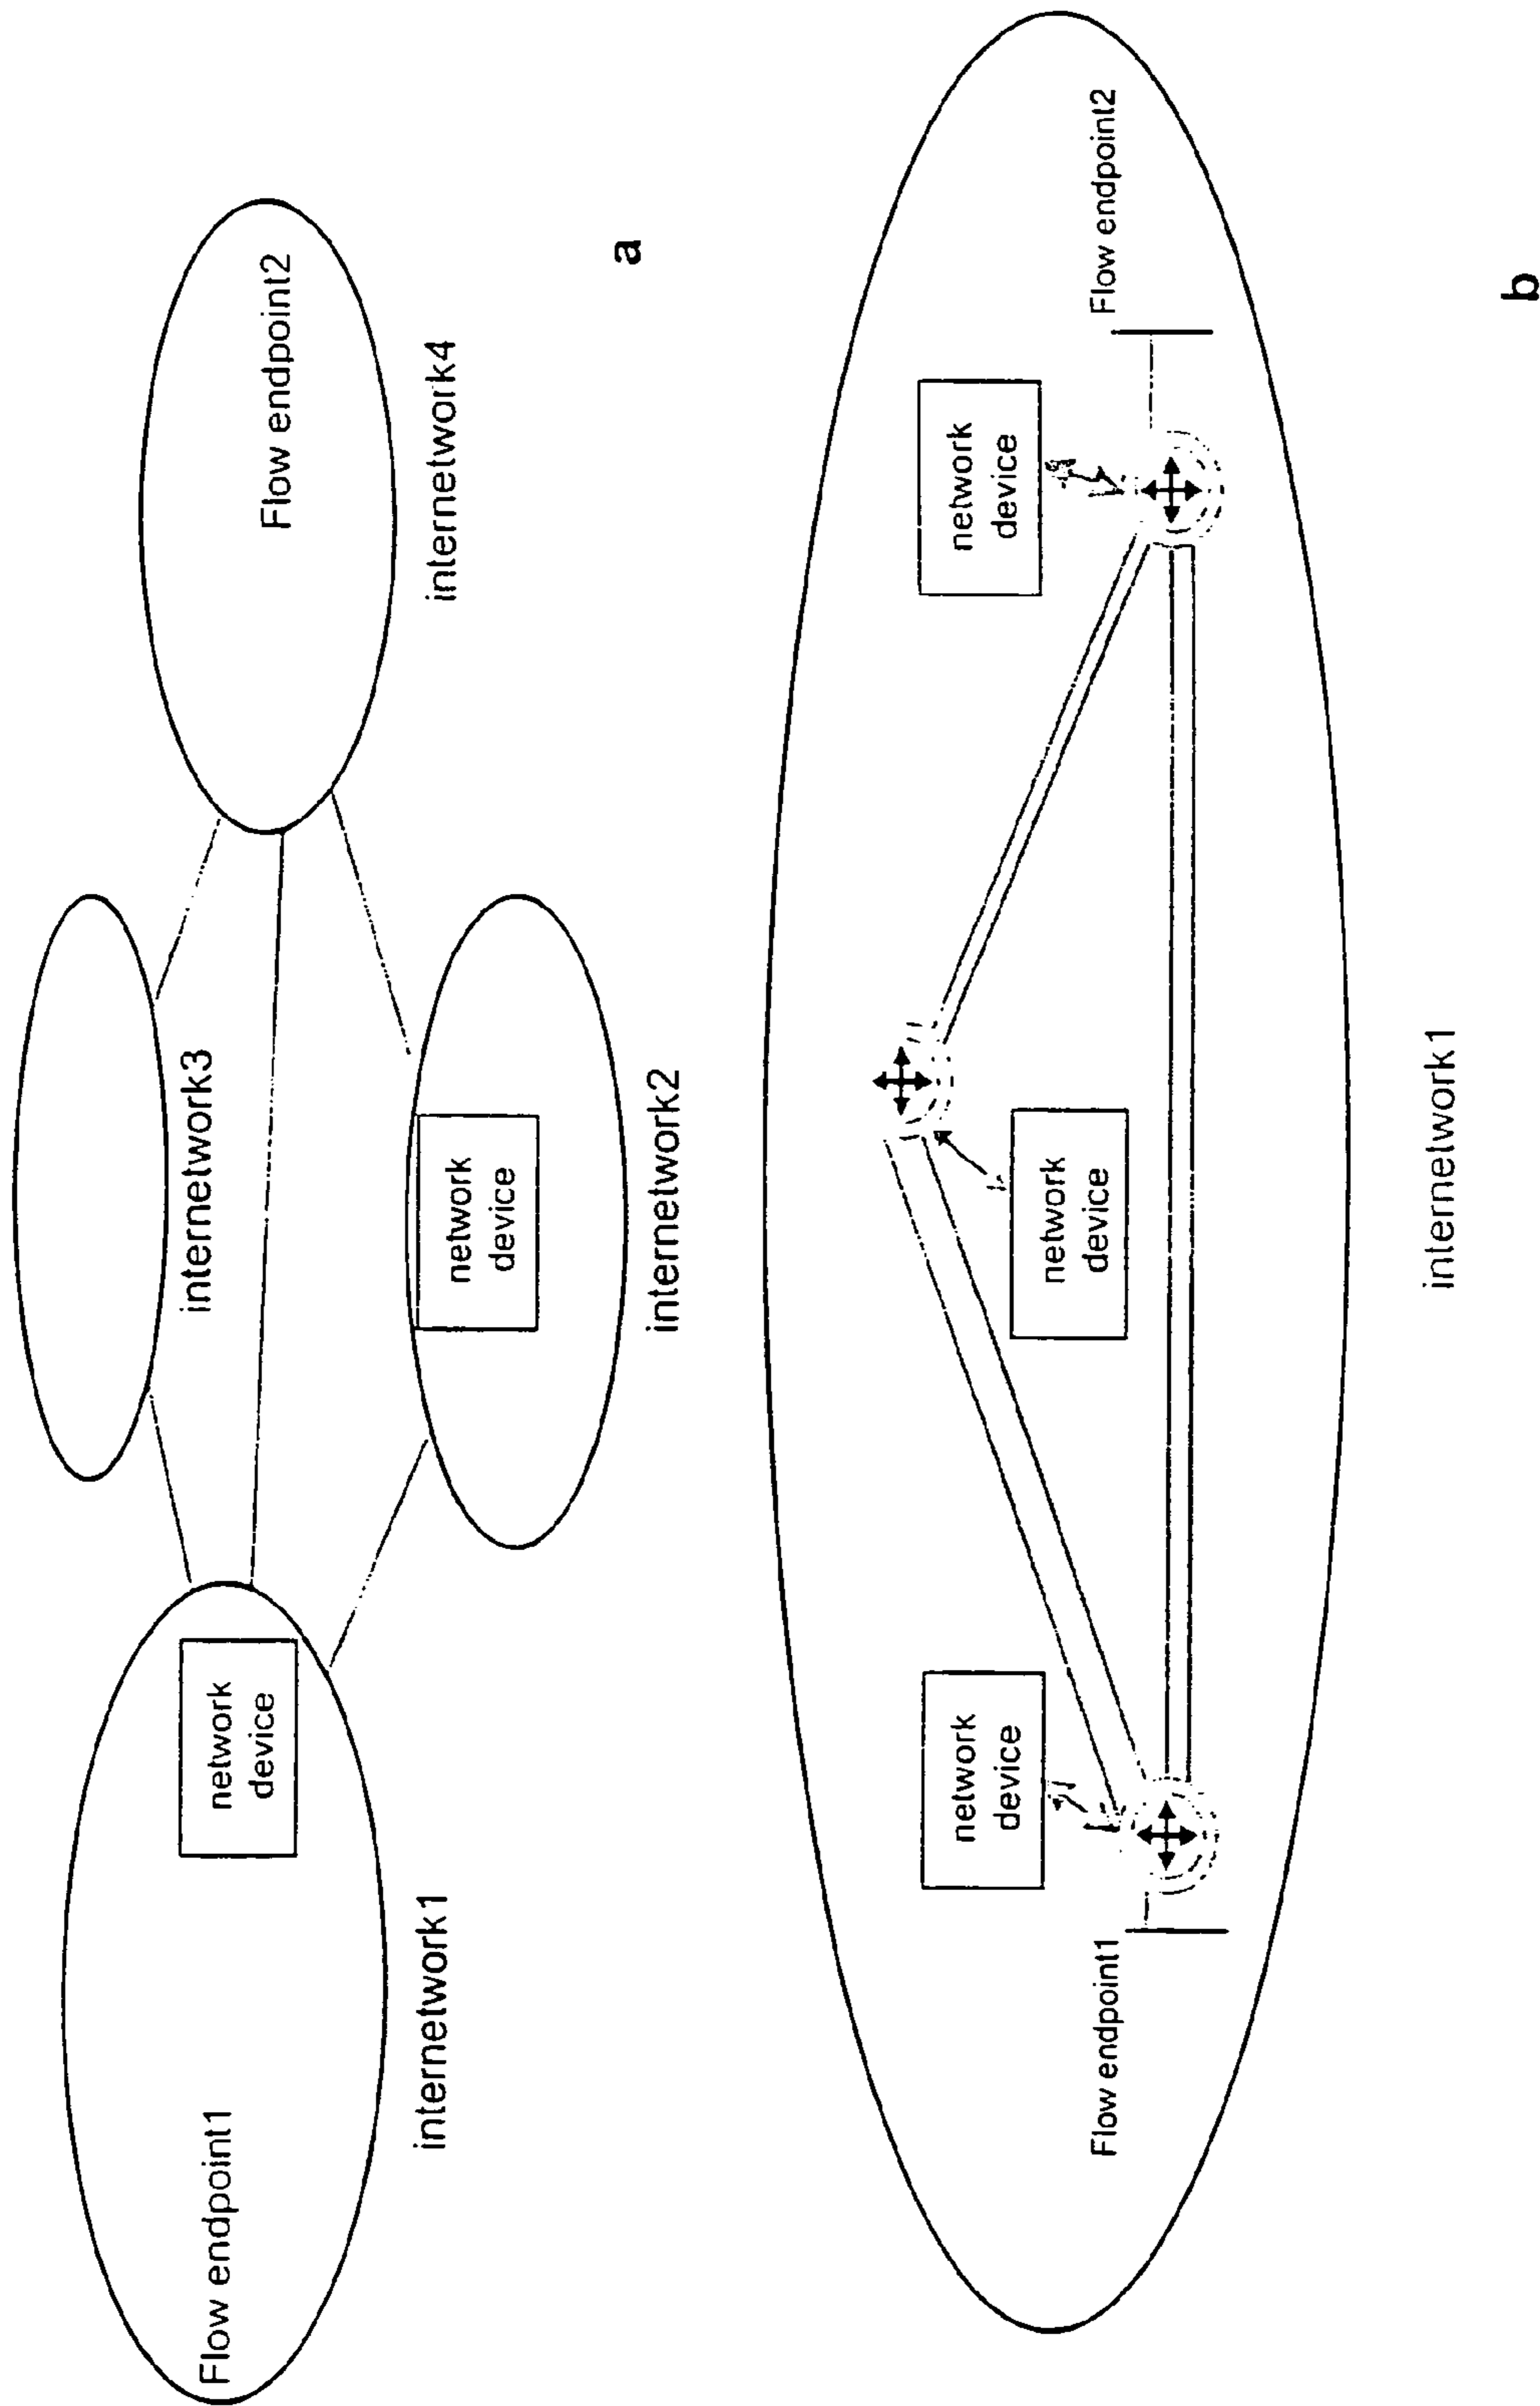 internetwork3
Flow endpoint1
network
device
Flow endpoint2
internetwork1
network
device
internetwork4
internetwork2
a
network
device
network
device
network
device
Flow endpoint1
Flow endpoint2
internetwork1
b